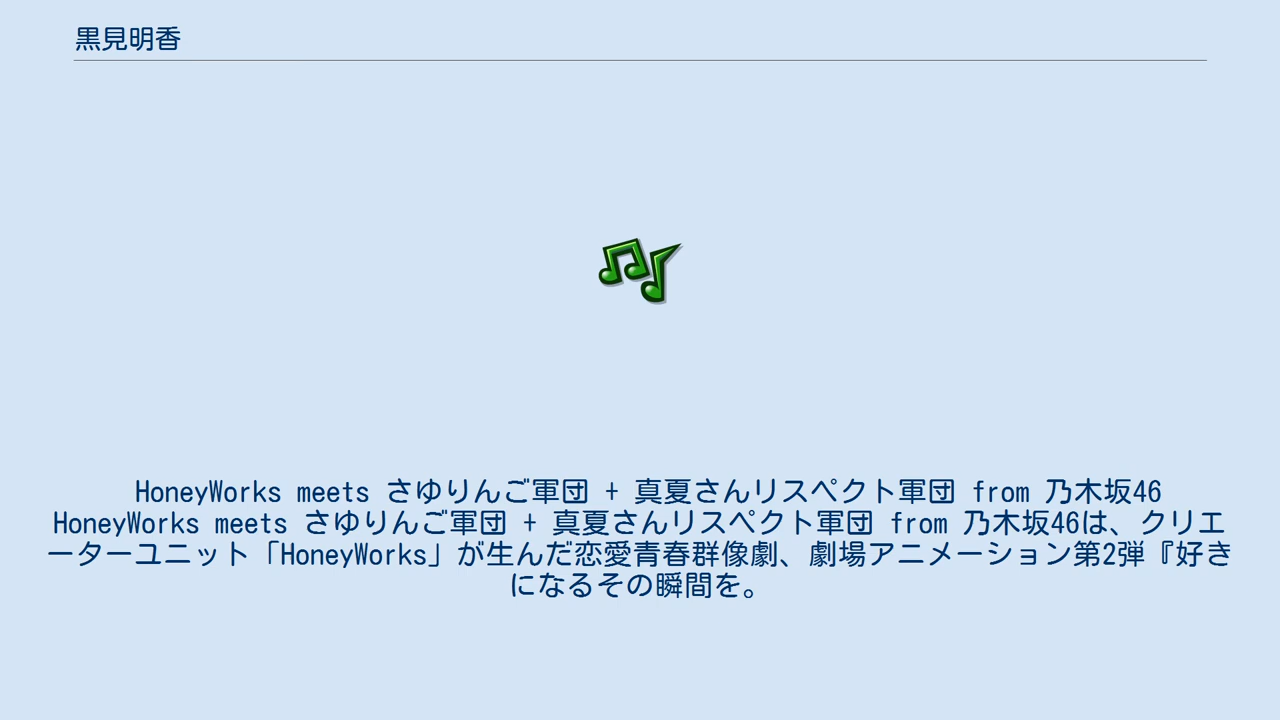 黒見明香
HoneyWorks meets さゆりんご軍団 + 真夏さんリスペクト軍団 from 乃木坂46
HoneyWorks meets さゆりんご軍団 + 真夏さんリスペクト軍団 from 乃木坂46は、クリエ
ーターユニット「HoneyWorks」が生んだ恋愛青春群像劇、劇場アニメーション第2弾『好き
になるその瞬間を。